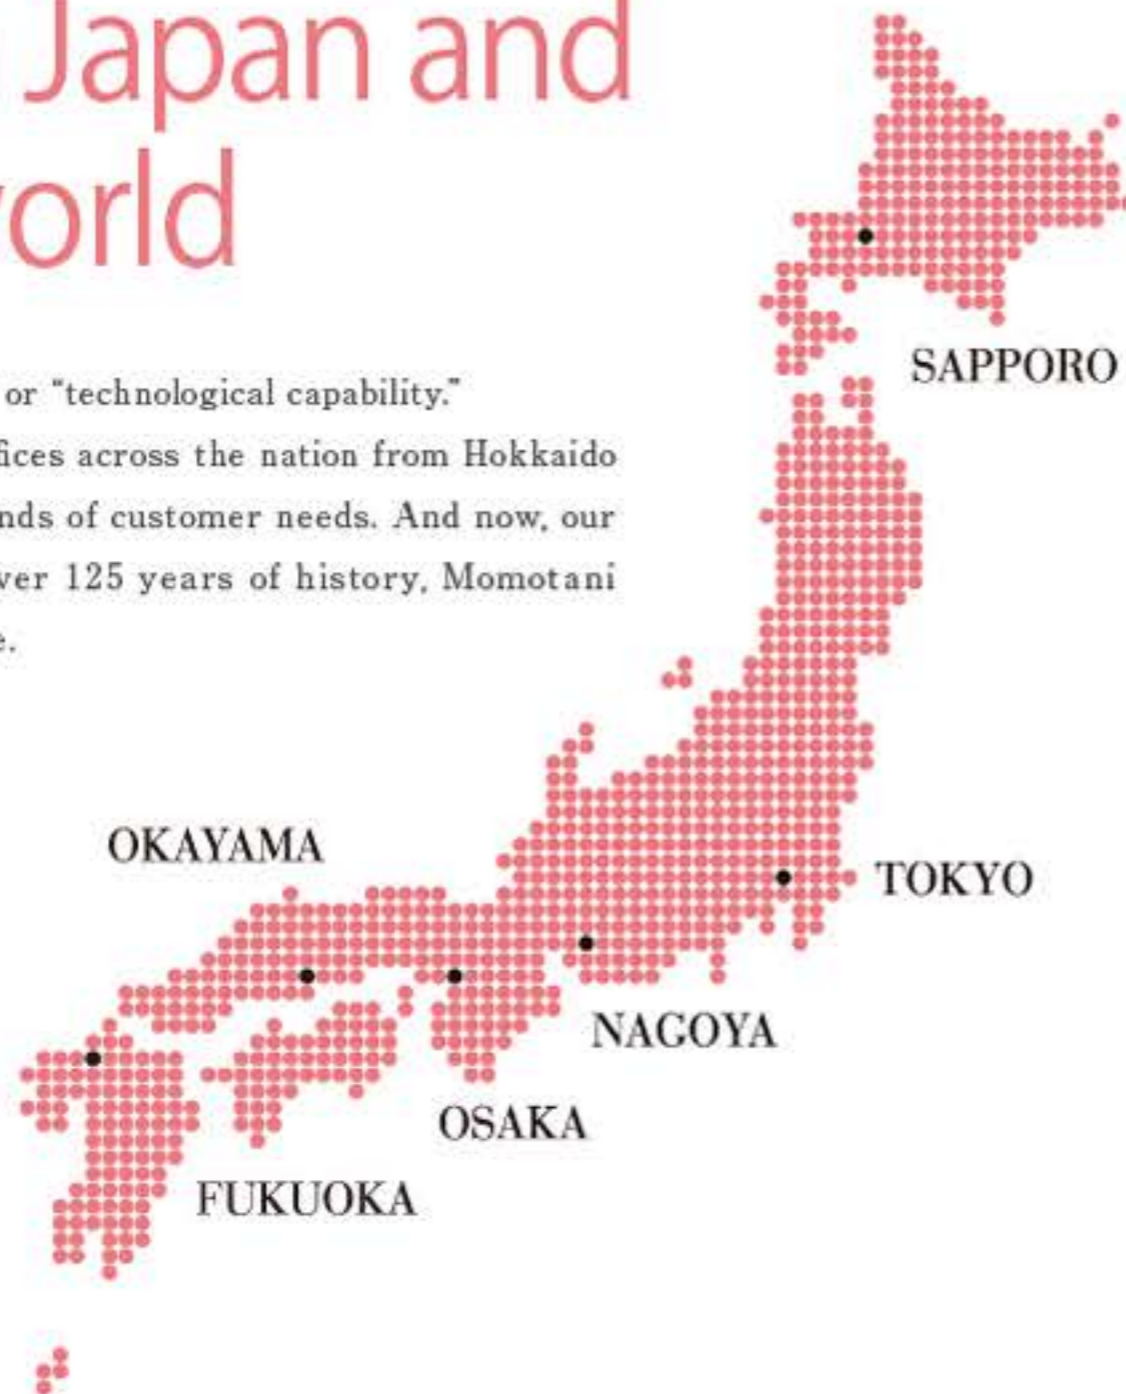 Japan and
world
or “technological capability.”
fices across the nation from Hokkaido
nds of customer needs. And now, our
ver 125 years of history, Momotani
e.
SAPPORO
OKAYAMA
TOKYO
NAGOYA
OSAKA
FUKUOKA